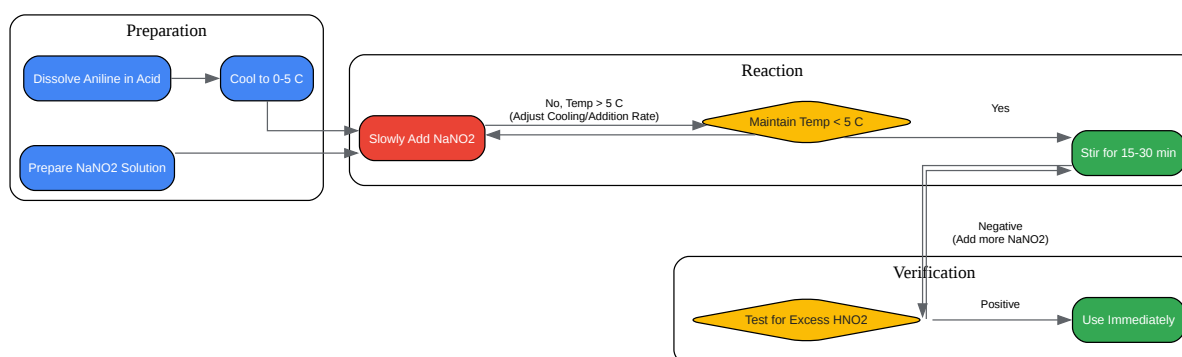 Preparation
Dissolve Aniline in Acid
Cool to 0-5 C
Prepare NaNO2 Solution
Reaction
Slowly Add NaNO2
No, Temp > 5 C
(Adjust Cooling/Addition Rate)
Maintain Temp < 5 C
Yes
Stir for 15-30 min
Negative
(Add more NaNO2)
Verification
Test for Excess HNO2
Positive
Use Immediately